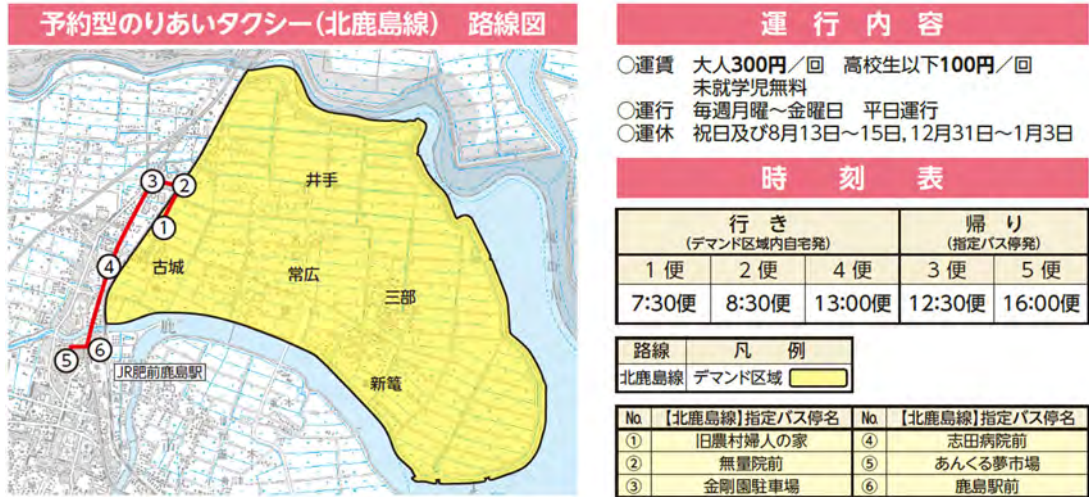 予約型のりあいタクシー(北鹿島線) 路線図
③
②
①
④
⑤
⑥
井手
古城
常広
三部
新篭
鹿
JR肥前鹿島駅
運行内容
○運賃 大人300円/回 高校生以下100円/回
未就学児無料
○運行 毎週月曜~金曜日 平日運行
○運休 祝日及び8月13日~15日,12月31日~1月3日
時刻表
行き 帰り
(デマンド区域内自宅発) (指定バス停発)
1便 2便 4便 3便 5便
7:30便 8:30便 13:00便 12:30便 16:00便
路線 凡例
北鹿島線 デマンド区域
No. 【北鹿島線】指定バス停名 No. 【北鹿島線】指定バス停名
① 旧農村婦人の家 ④ 志田病院前
② 無量院前 ⑤ あんくる夢市場
③ 金剛園駐車場 ⑥ 鹿島駅前